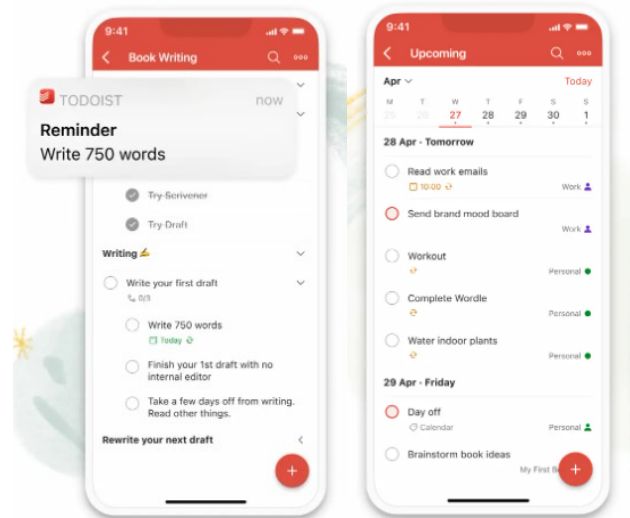 9:41
Book Writing
TODOIST
now
Reminder
Write 750 words
Try Scrivener
Try Draft
Writing ✍️
Write your first draft
0/3
Write 750 words
Today
Finish your 1st draft with no
internal editor
Take a few days off from writing.
Read other things.
Rewrite your next draft
+
9:41
Upcoming
Apr
Today
M T W T F S S
25 26 27 28 29 30 1
28 Apr - Tomorrow
Read work emails
10:00
Work
Send brand mood board
Work
Workout
Personal
Complete Wordle
Personal
Water indoor plants
Personal
29 Apr - Friday
Day off
Calendar
Personal
Brainstorm book ideas
My First
+